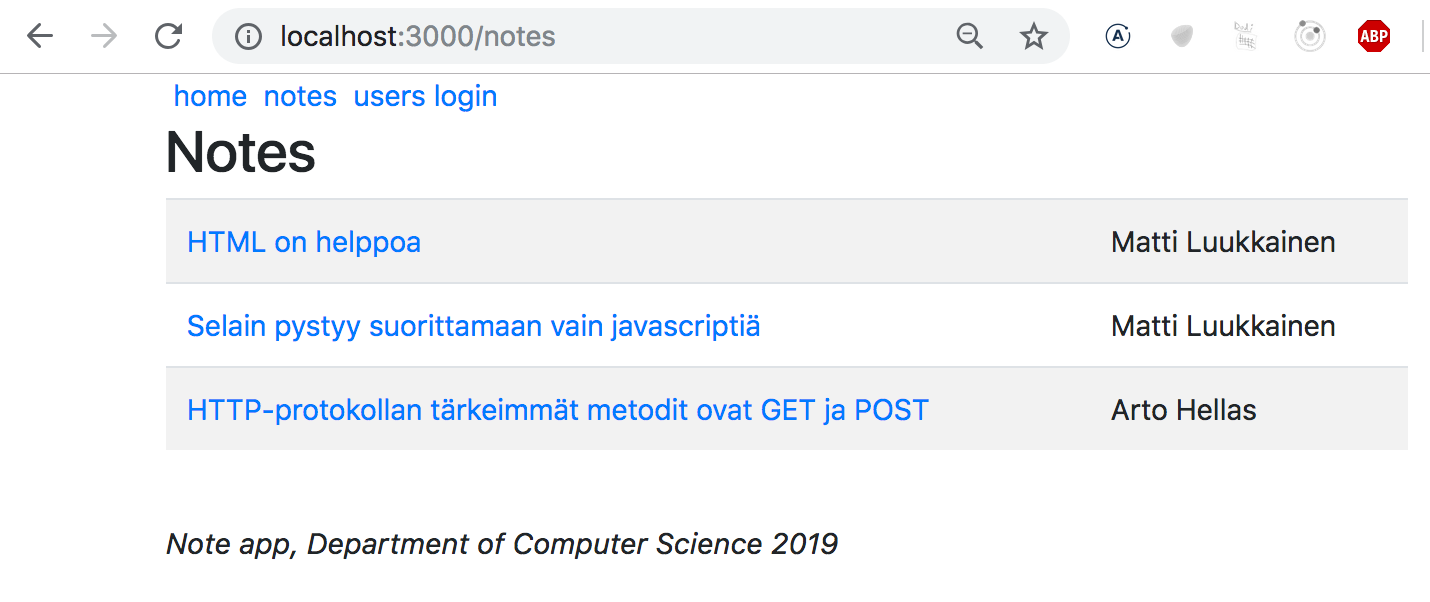 localhost:3000/notes
ABP
home notes users login
Notes
HTML on helppoa Matti Luukkainen
Selain pystyy suorittamaan vain javascriptiä Matti Luukkainen
HTTP-protokollan tärkeimmät metodit ovat GET ja POST Arto Hellas
Note app, Department of Computer Science 2019